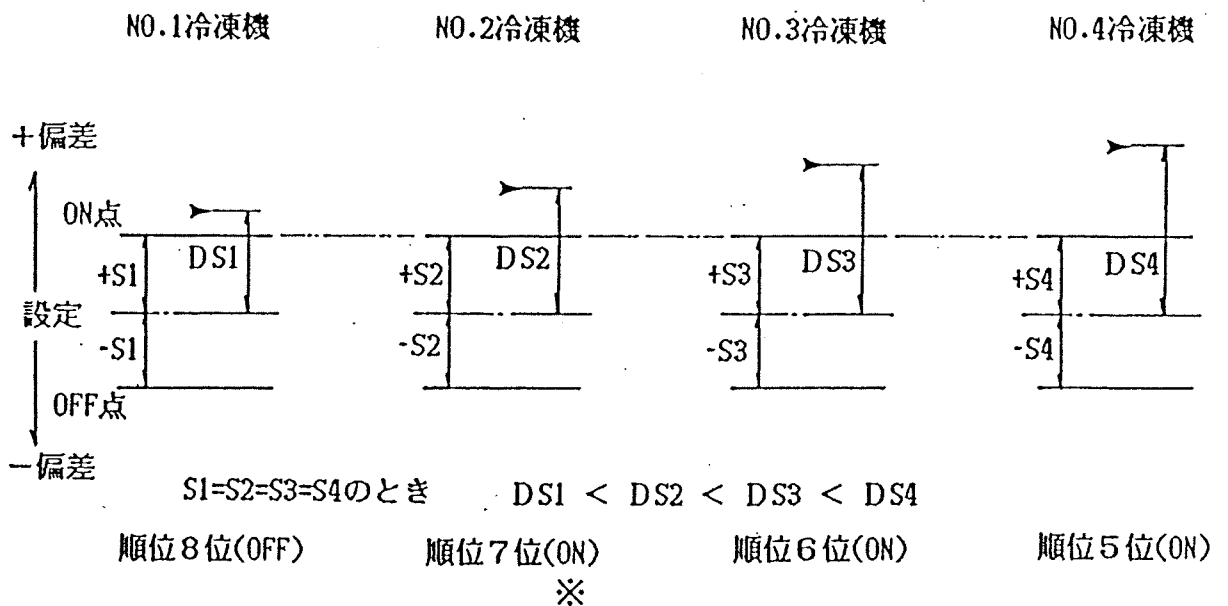 NO.1冷凍機 NO.2冷凍機 NO.3冷凍機 NO.4冷凍機
＋偏差
ON点
+S1 DS1 +S2 DS2 +S3 DS3 +S4 DS4
設定
-S1 -S2 -S3 -S4
OFF点
－偏差
S1=S2=S3=S4のとき DS1 < DS2 < DS3 < DS4
順位８位(OFF) 順位７位(ON) 順位６位(ON) 順位５位(ON)
※